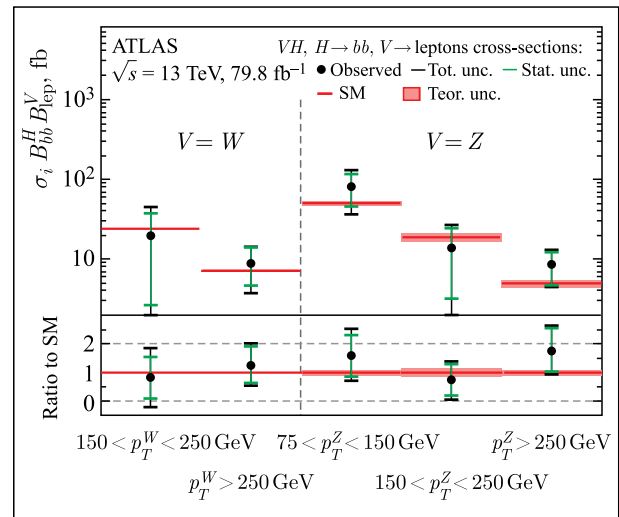 ATLAS
√s = 13 TeV, 79.8 fb⁻¹
VH, H→bb, V→leptons cross-sections:
Observed Tot. unc. Stat. unc.
SM Teor. unc.
σ_i B^H_bb B^V_lep, fb
V = W V = Z
10³
10²
10
Ratio to SM
2
1
0
150 < p_T^W < 250 GeV 75 < p_T^Z < 150 GeV p_T^Z > 250 GeV
p_T^W > 250 GeV 150 < p_T^Z < 250 GeV